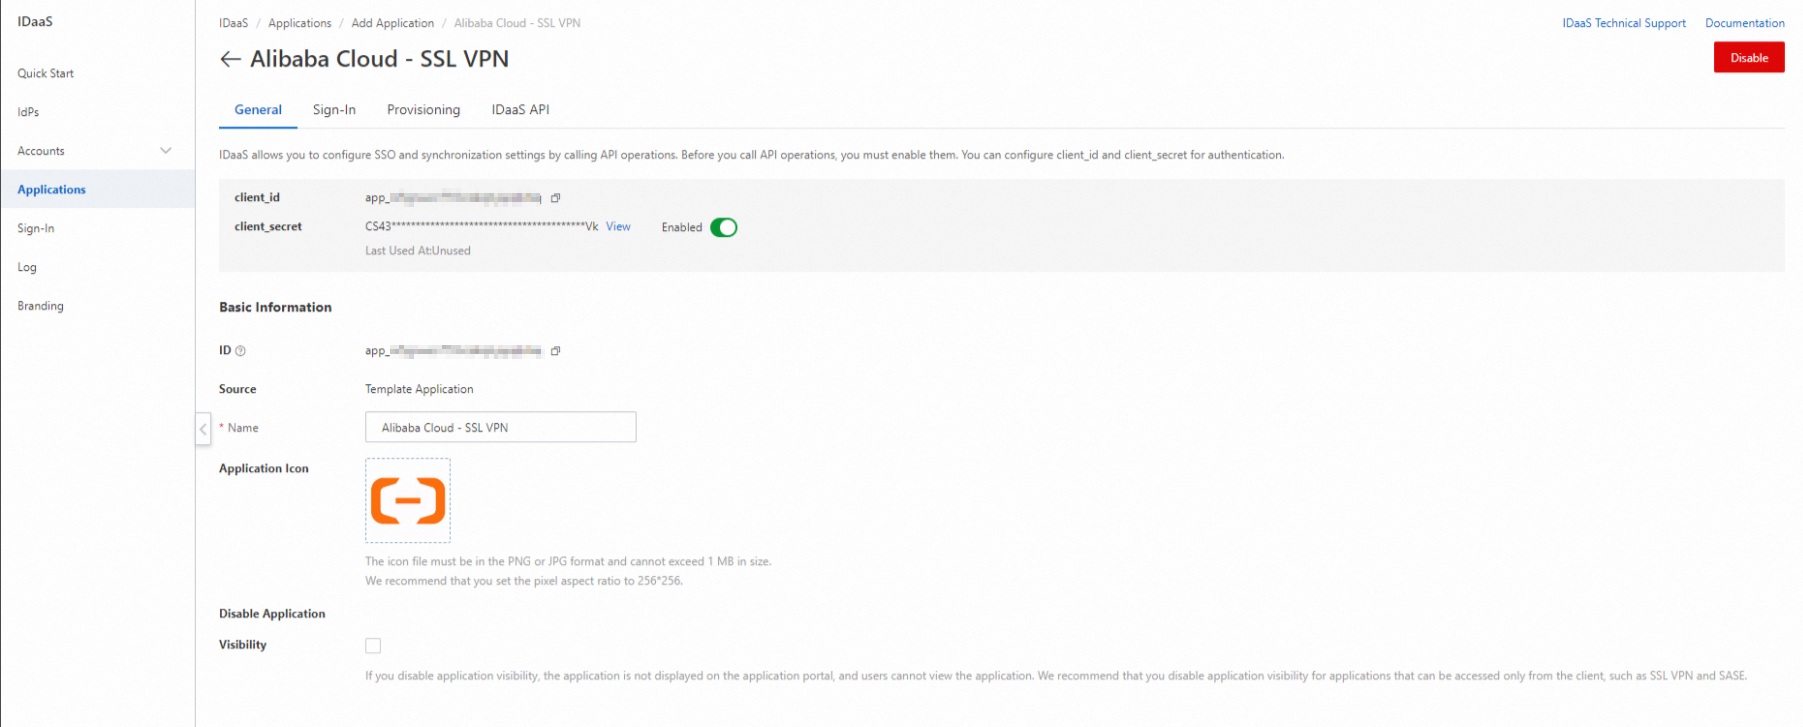 IDaaS
Quick Start
IdPs
Accounts
Applications
Sign-In
Log
Branding
IDaaS / Applications / Add Application / Alibaba Cloud - SSL VPN
IDaaS Technical Support Documentation
Alibaba Cloud - SSL VPN
Disable
General Sign-In Provisioning IDaaS API
IDaaS allows you to configure SSO and synchronization settings by calling API operations. Before you call API operations, you must enable them. You can configure client_id and client_secret for authentication.
client_id app_
client_secret CS43****************************************Vk View Enabled
Last Used At:Unused
Basic Information
ID app_
Source Template Application
* Name Alibaba Cloud - SSL VPN
Application Icon
The icon file must be in the PNG or JPG format and cannot exceed 1 MB in size.
We recommend that you set the pixel aspect ratio to 256*256.
Disable Application
Visibility
If you disable application visibility, the application is not displayed on the application portal, and users cannot view the application. We recommend that you disable application visibility for applications that can be accessed only from the client, such as SSL VPN and SASE.